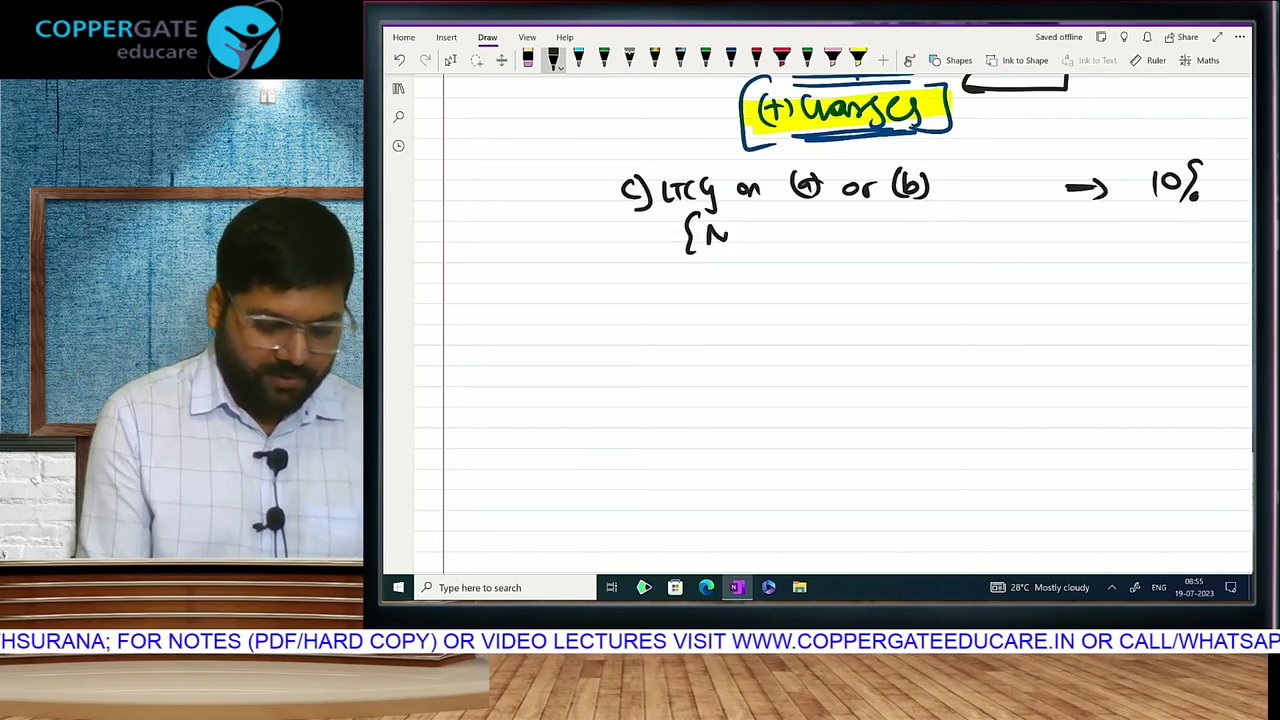 COPPERGATE
educare
Home Insert Draw View Help
Saved offline
Share
Shapes
Ink to Shape
Ink to Text
Ruler
Maths
(+) Charges
c) LTCG on (a) or (b) → 10%
{ N
Type here to search
28°C Mostly cloudy
ENG
08:55
19-07-2023
HSURANA; FOR NOTES (PDF/HARD COPY) OR VIDEO LECTURES VISIT WWW.COPPERGATEEDUCARE.IN OR CALL/WHATSAP